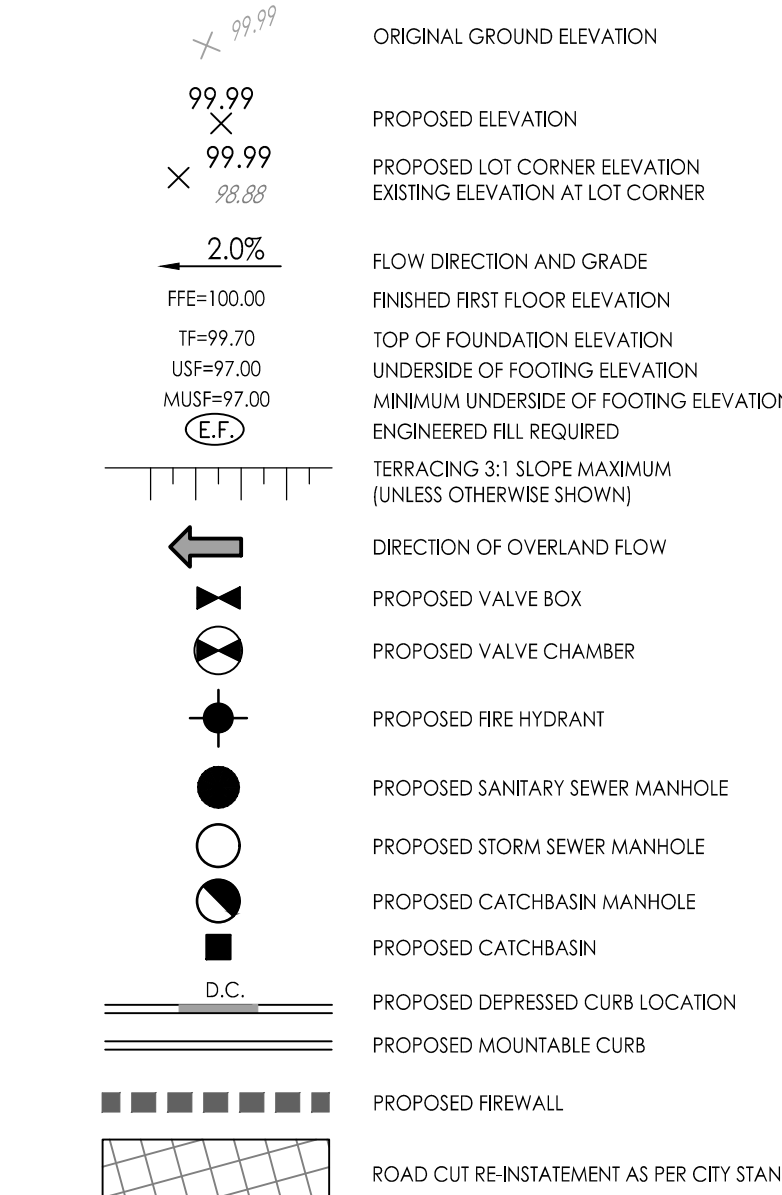 99.99 ORIGINAL GROUND ELEVATION
99.99 PROPOSED ELEVATION
99.99 PROPOSED LOT CORNER ELEVATION
98.88 EXISTING ELEVATION AT LOT CORNER
2.0% FLOW DIRECTION AND GRADE
FFE=100.00 FINISHED FIRST FLOOR ELEVATION
TF=99.70 TOP OF FOUNDATION ELEVATION
USF=97.00 UNDERSIDE OF FOOTING ELEVATION
MUSF=97.00 MINIMUM UNDERSIDE OF FOOTING ELEVATION
E.F. ENGINEERED FILL REQUIRED
TERRACING 3:1 SLOPE MAXIMUM
(UNLESS OTHERWISE SHOWN)
DIRECTION OF OVERLAND FLOW
PROPOSED VALVE BOX
PROPOSED VALVE CHAMBER
PROPOSED FIRE HYDRANT
PROPOSED SANITARY SEWER MANHOLE
PROPOSED STORM SEWER MANHOLE
PROPOSED CATCHBASIN MANHOLE
PROPOSED CATCHBASIN
D.C. PROPOSED DEPRESSED CURB LOCATION
PROPOSED MOUNTABLE CURB
PROPOSED FIREWALL
ROAD CUT RE-INSTATEMENT AS PER CITY STAN